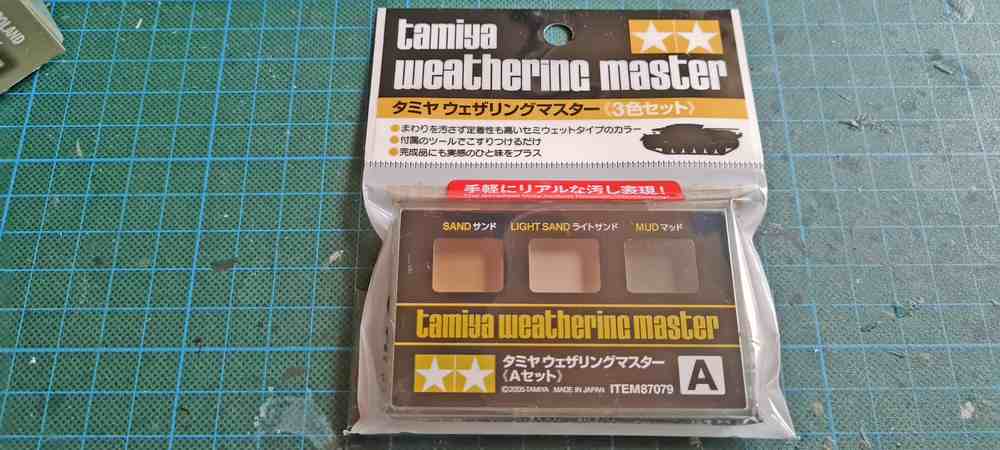 OLAND
tamiya
weathering master
タミヤ ウェザリングマスター《3色セット》
●まわりを汚さず定着性も高いセミウェットタイプのカラー
●付属のツールでこすりつけるだけ
●完成品にも実感のひと味をプラス
手軽にリアルな汚し表現!
SAND サンド LIGHT SAND ライトサンド MUD マッド
tamiya weathering master
タミヤ ウェザリングマスター
《Aセット》
©2005 TAMIYA MADE IN JAPAN ITEM87079
A